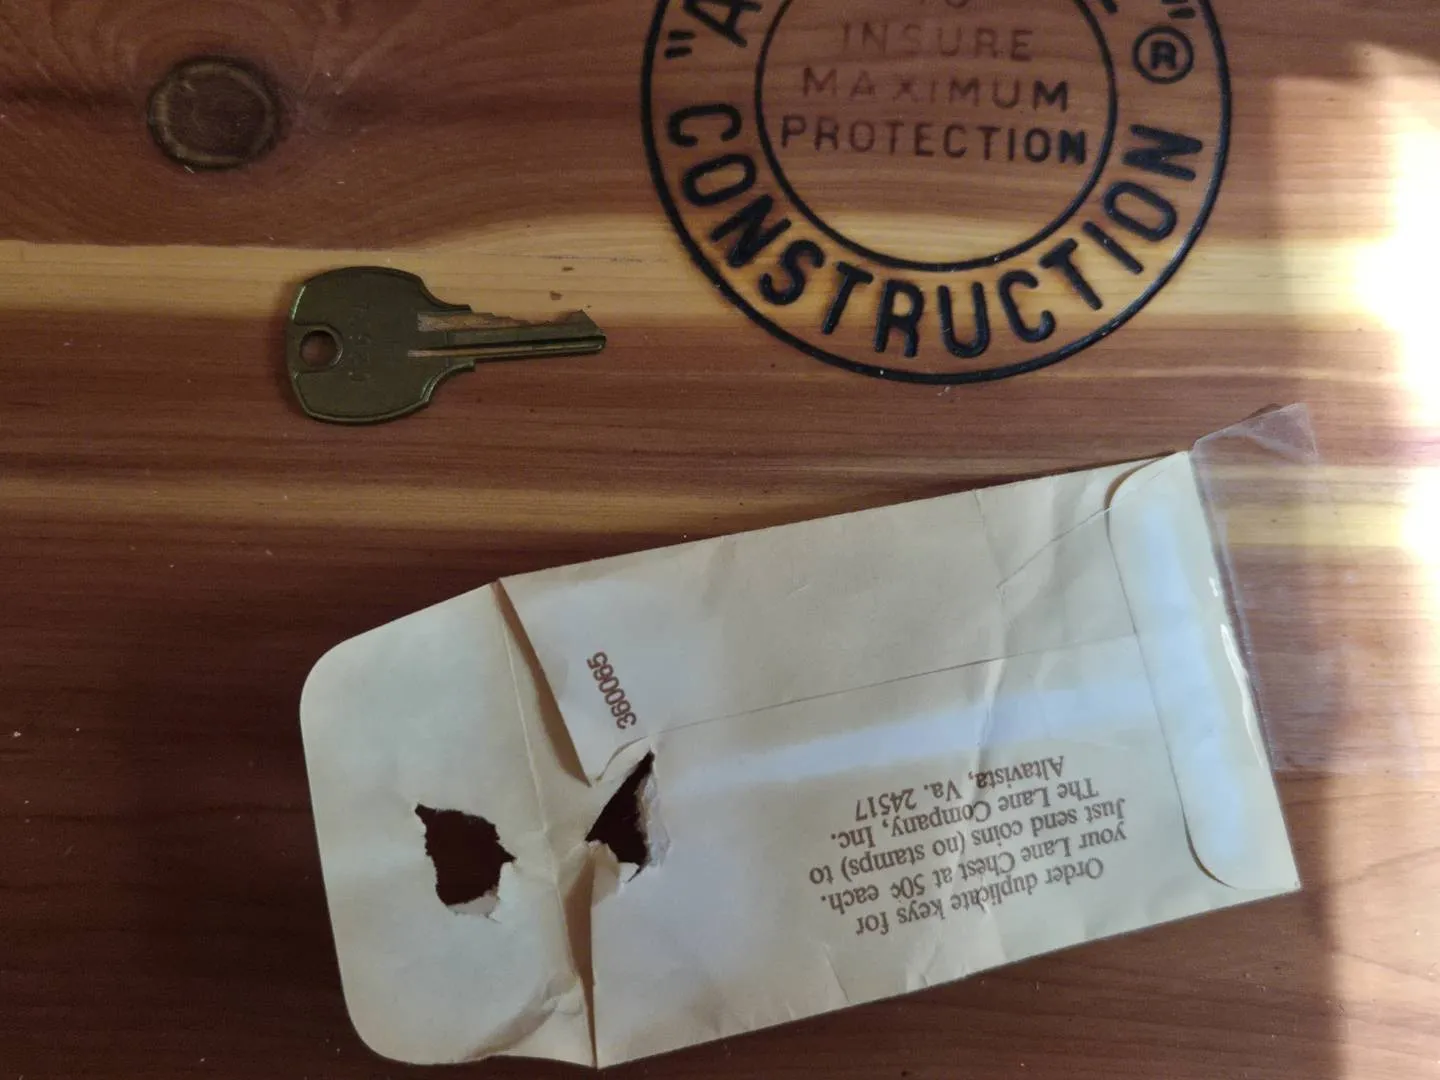 INSURE
MAXIMUM
PROTECTION
CONSTRUCTION
®
360065
Order duplicate keys for
your Lane Chest at 50¢ each.
Just send coins (no stamps) to
The Lane Company, Inc.
Altavista, Va. 24517